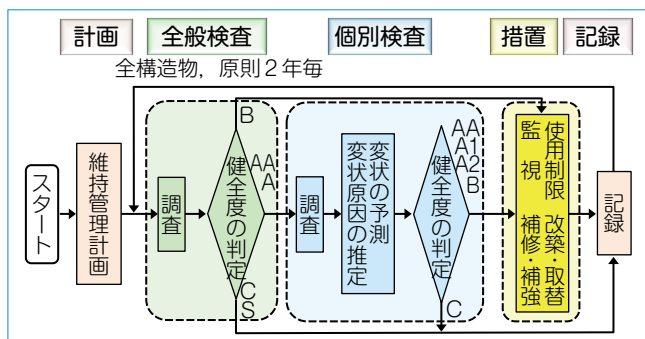 計画
全般検査
個別検査
措置
記録
全構造物，原則２年毎
スタート
維持管理計画
調査
健全度の判定
B
AA
A
C
S
調査
変状の予測
変状原因の推定
健全度の判定
AA
A1
A2
B
C
使用制限　改築・取替
監視　補修・補強
記録